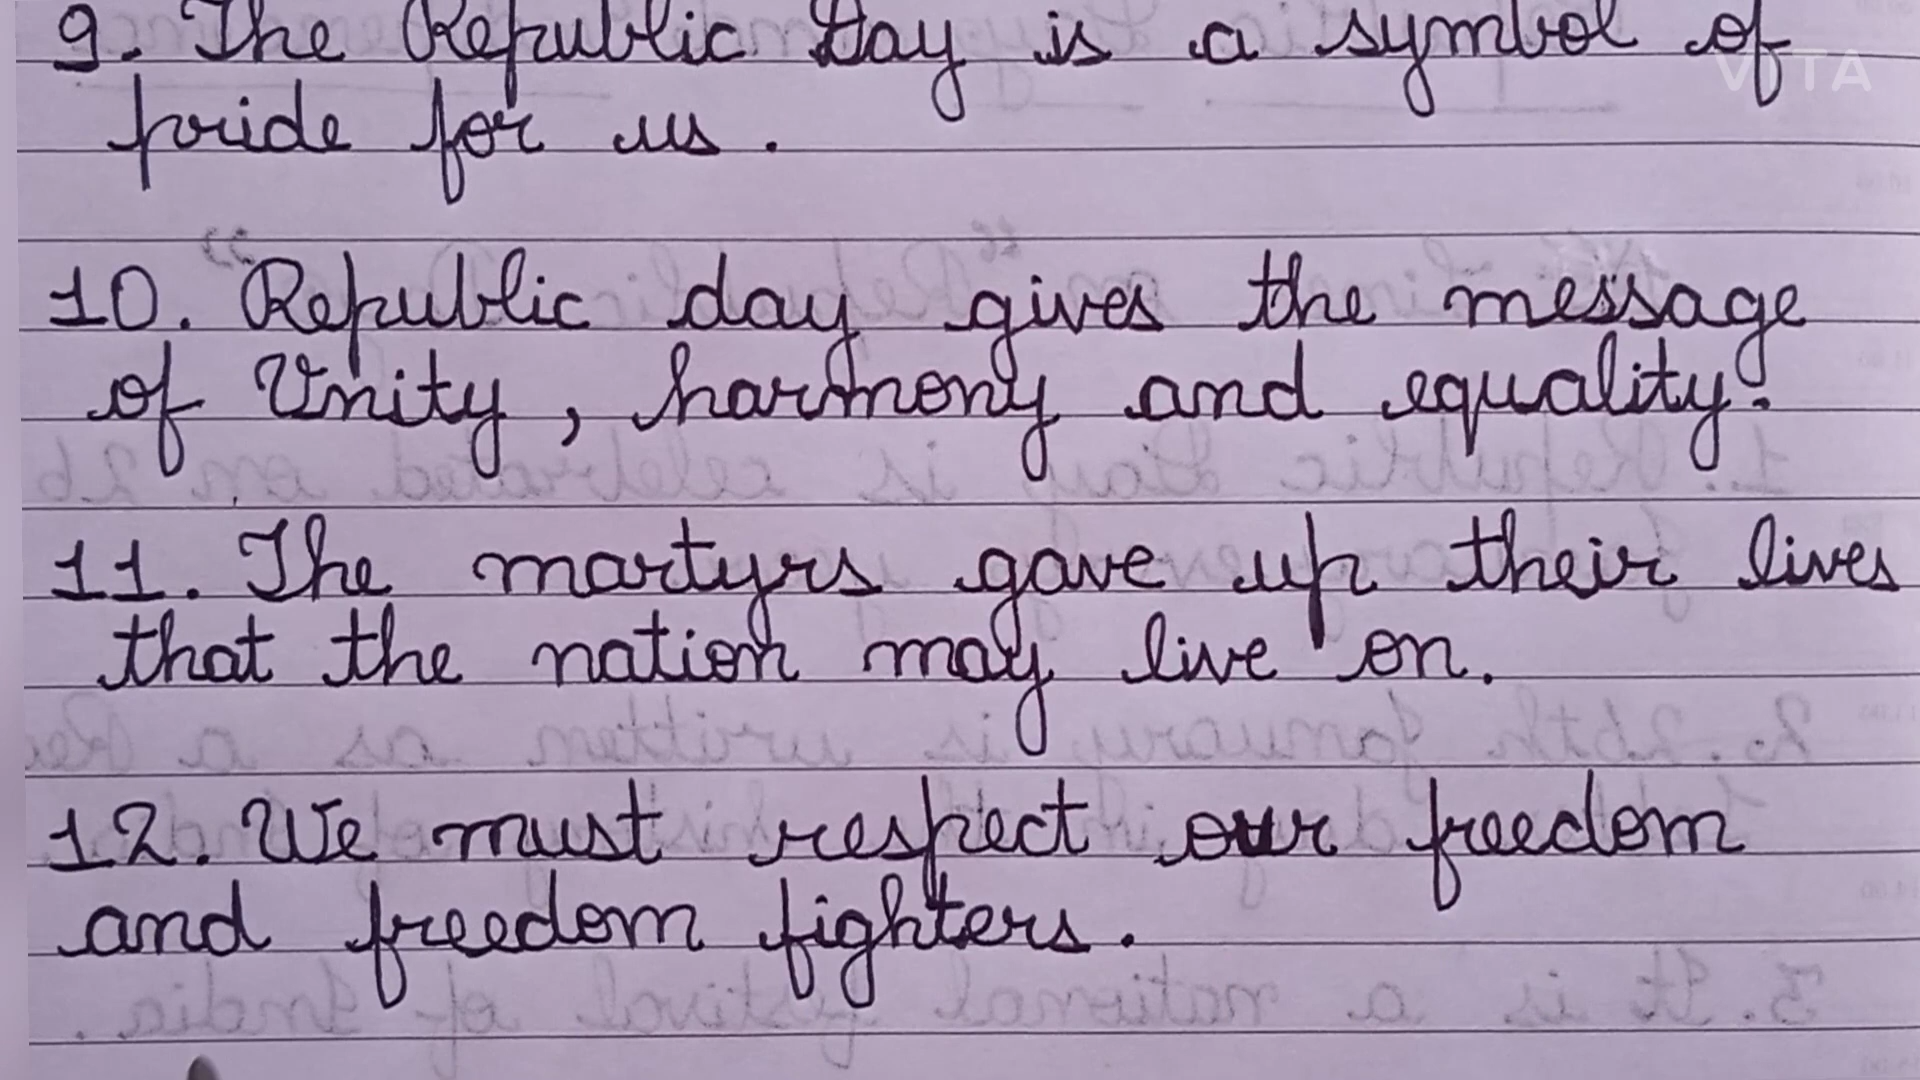 9. The Republic Day is a symbol of
pride for us.
10. Republic day gives the message
of Unity, harmony and equality.
11. The martyrs gave up their lives
that the nation may live on.
12. We must respect our freedom
and freedom fighters.
VITA